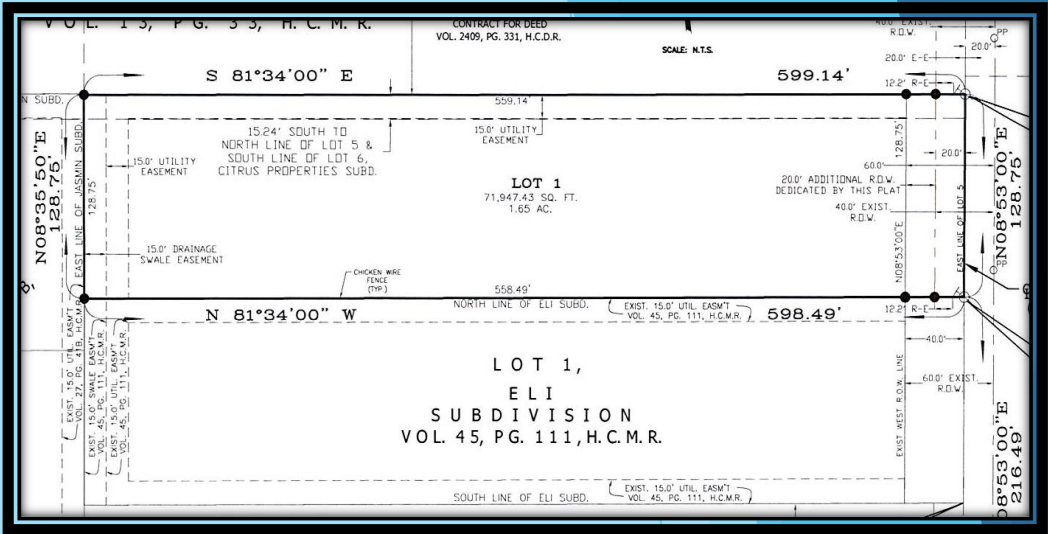 VOL. 13, PG. 33, H.C.M.R.
CONTRACT FOR DEED
VOL. 2409, PG. 331, H.C.D.R.
SCALE: N.T.S.
40.0' EXIST.
R.O.W.
PP
20.0'
20.0' E-E
12.2' R-E
S 81°34'00" E
599.14'
N SUBD.
559.14'
15.0' UTILITY
EASEMENT
15.24' SOUTH TO
NORTH LINE OF LOT 5 &
SOUTH LINE OF LOT 6,
CITRUS PROPERTIES SUBD.
15.0' UTILITY
EASEMENT
N08°35'50"E
128.75'
EAST LINE OF JASMIN SUBD.
128.75'
LOT 1
71,947.43 SQ. FT.
1.65 AC.
128.75'
N08°53'00"E
60.0'
20.0'
20.0' ADDITIONAL R.O.W.
DEDICATED BY THIS PLAT
40.0' EXIST.
R.O.W.
EAST LINE OF LOT 5
N08°53'00"E
128.75'
15.0' DRAINAGE
SWALE EASEMENT
CHICKEN WIRE
FENCE
(TYP.)
PP
558.49'
NORTH LINE OF ELI SUBD.
EXIST. 15.0' UTIL. EASM'T
VOL. 45, PG. 111, H.C.M.R.
12.2' R-E
N 81°34'00" W
598.49'
40.0'
60.0' EXIST.
R.O.W.
EXIST. 15.0' UTIL. EASM'T
VOL. 27, PG. 41B, H.C.M.R.
EXIST. 15.0' SWALE EASM'T
VOL. 45, PG. 111, H.C.M.R.
EXIST. 15.0' UTIL. EASM'T
VOL. 45, PG. 111, H.C.M.R.
LOT 1,
ELI
SUBDIVISION
VOL. 45, PG. 111, H.C.M.R.
EXIST WEST R.O.W. LINE
08°53'00"E
216.49'
SOUTH LINE OF ELI SUBD.
EXIST. 15.0' UTIL. EASM'T
VOL. 45, PG. 111, H.C.M.R.